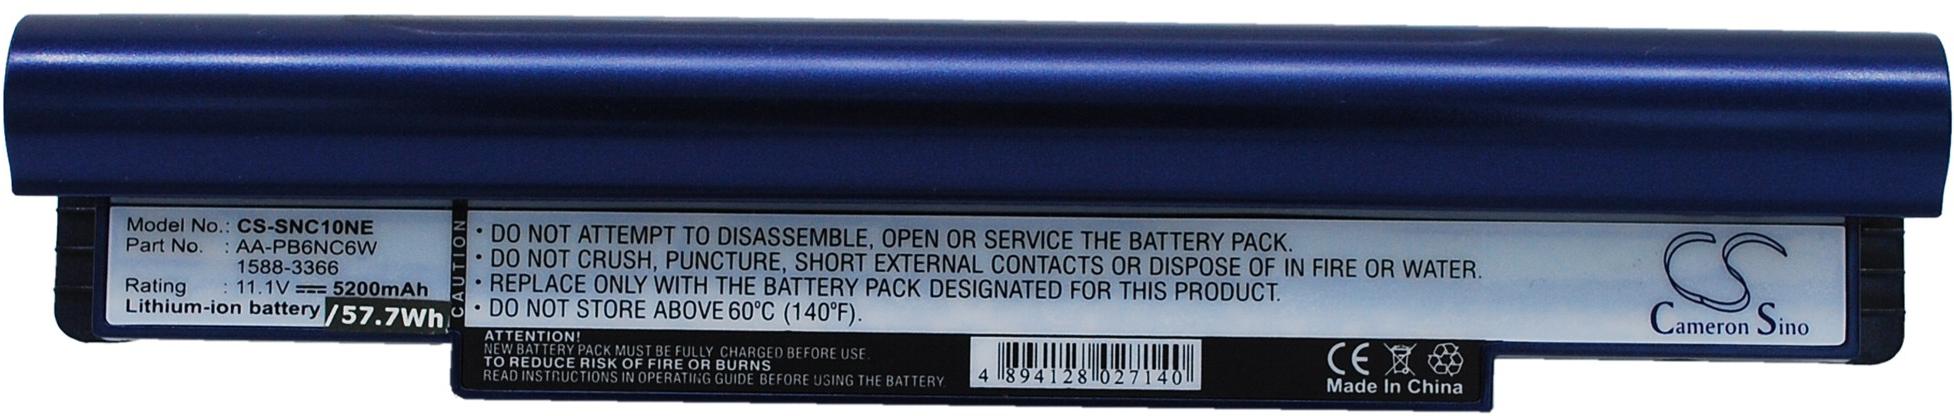 Model No.: CS-SNC10NE
Part No. : AA-PB6NC6W
1588-3366
Rating : 11.1V 5200mAh
Lithium-ion battery /57.7Wh
CAUTION
• DO NOT ATTEMPT TO DISASSEMBLE, OPEN OR SERVICE THE BATTERY PACK.
• DO NOT CRUSH, PUNCTURE, SHORT EXTERNAL CONTACTS OR DISPOSE OF IN FIRE OR WATER.
• REPLACE ONLY WITH THE BATTERY PACK DESIGNATED FOR THIS PRODUCT.
• DO NOT STORE ABOVE 60°C (140°F).
CS
Cameron Sino
ATTENTION!
NEW BATTERY PACK MUST BE FULLY CHARGED BEFORE USE.
TO REDUCE RISK OF FIRE OR BURNS
READ INSTRUCTIONS IN OPERATING GUIDE BEFORE USING THE BATTERY.
4 894128 027140
CE
Made In China